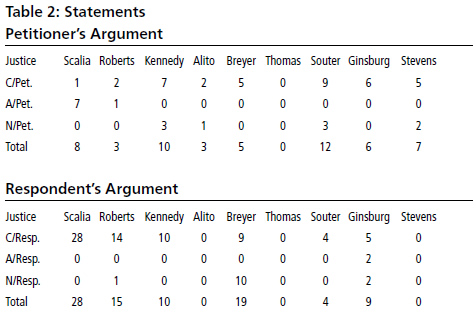 Table 2: Statements
Petitioner's Argument
Justice Scalia Roberts Kennedy Alito Breyer Thomas Souter Ginsburg Stevens
C/Pet. 1 2 7 2 5 0 9 6 5
A/Pet. 7 1 0 0 0 0 0 0 0
N/Pet. 0 0 3 1 0 0 3 0 2
Total 8 3 10 3 5 0 12 6 7
Respondent's Argument
Justice Scalia Roberts Kennedy Alito Breyer Thomas Souter Ginsburg Stevens
C/Resp. 28 14 10 0 9 0 4 5 0
A/Resp. 0 0 0 0 0 0 0 2 0
N/Resp. 0 1 0 0 10 0 0 2 0
Total 28 15 10 0 19 0 4 9 0